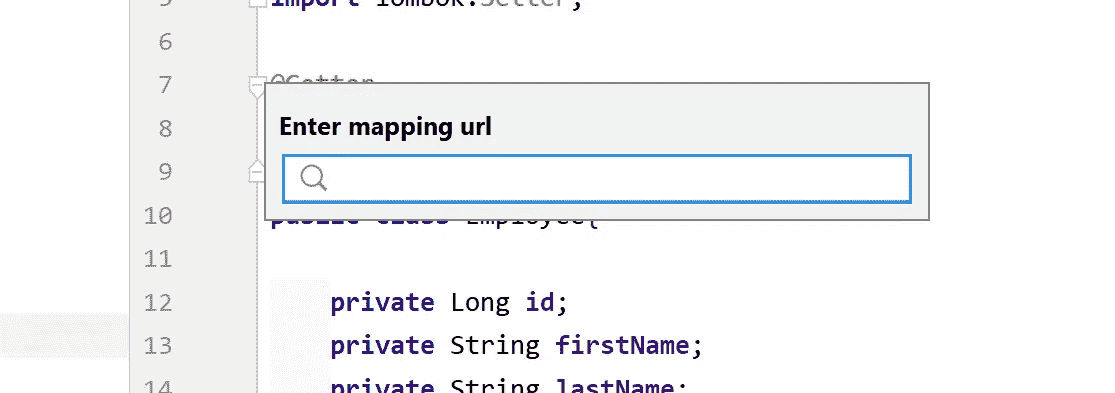 5 import lombok.Setter;
6
7 @Getter
Enter mapping url
8
9
10 public class Employee{
11
12 private Long id;
13 private String firstName;
14 private String lastName;